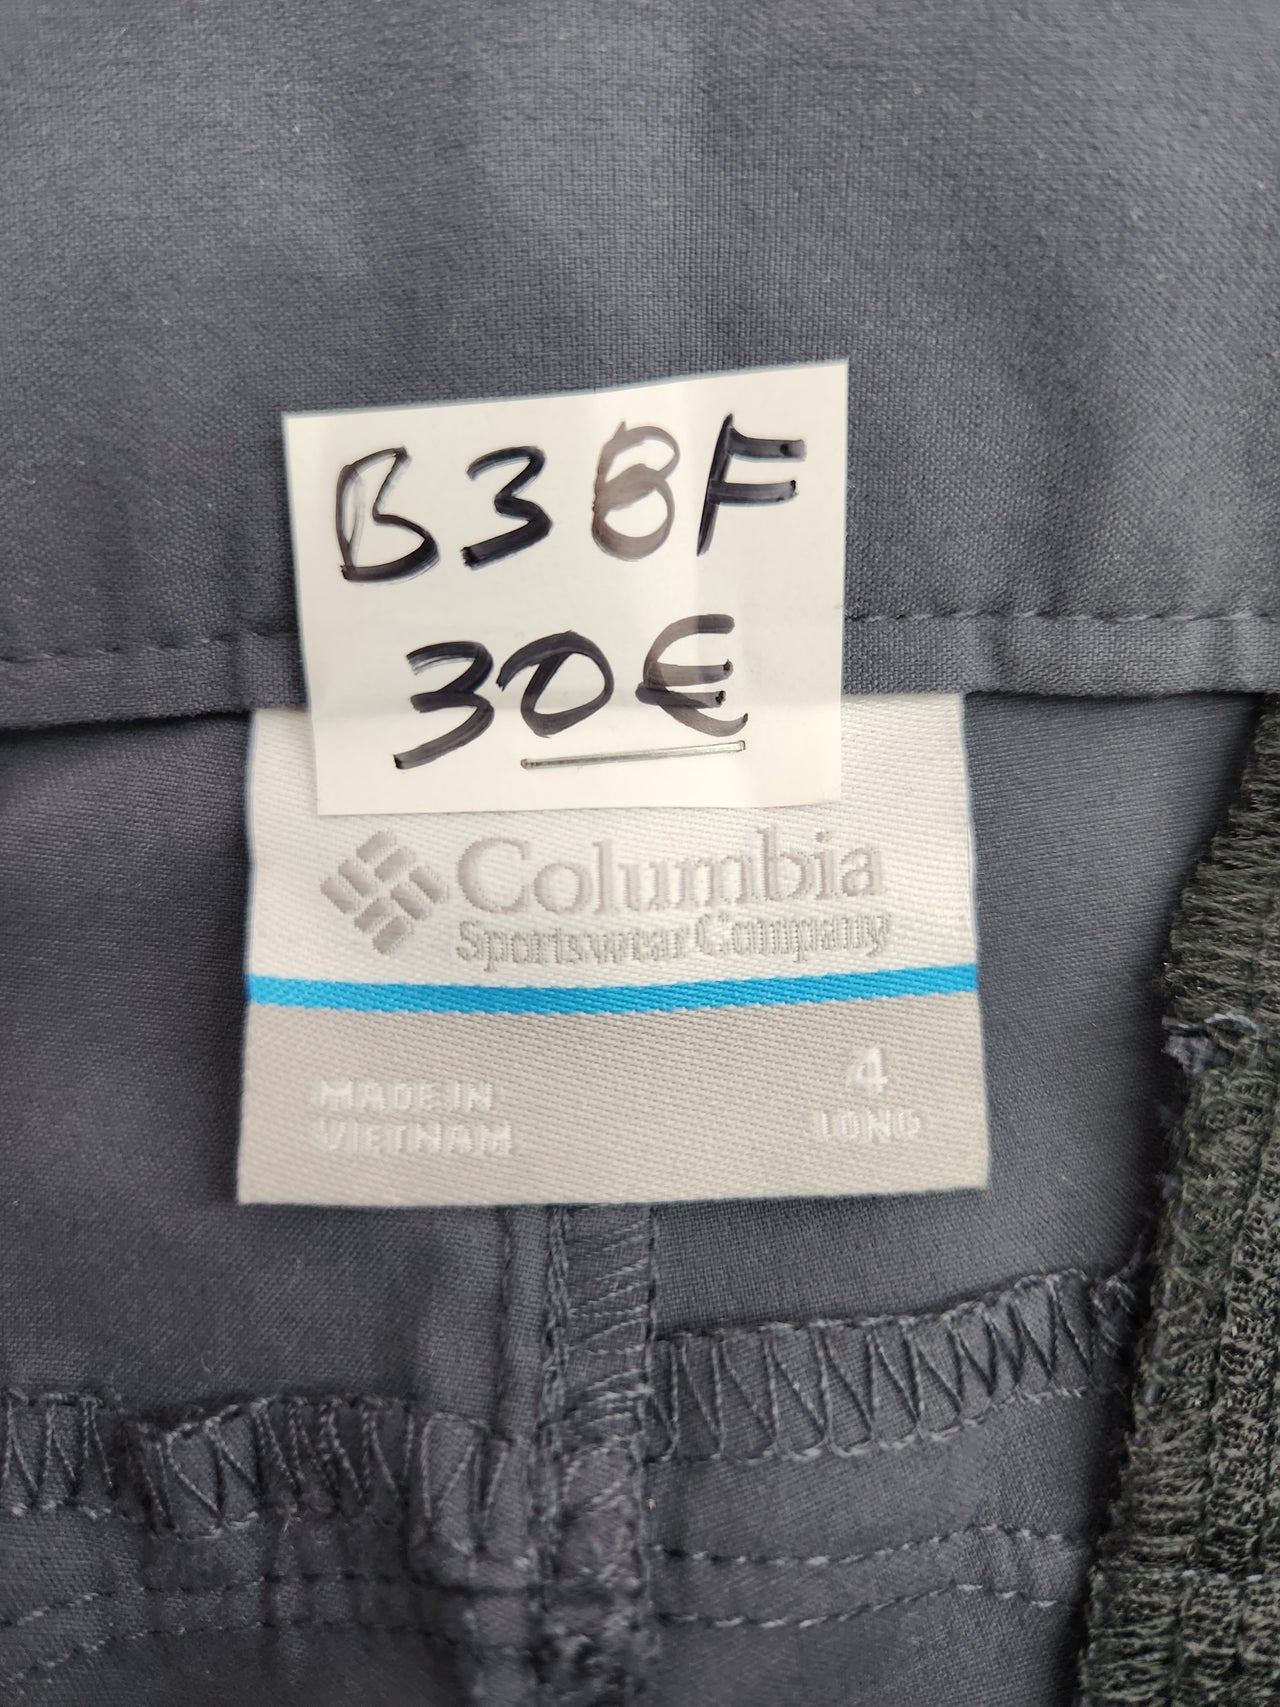 B38F
30€
Columbia
Sportswear Company
MADE IN
VIETNAM
4
LONG